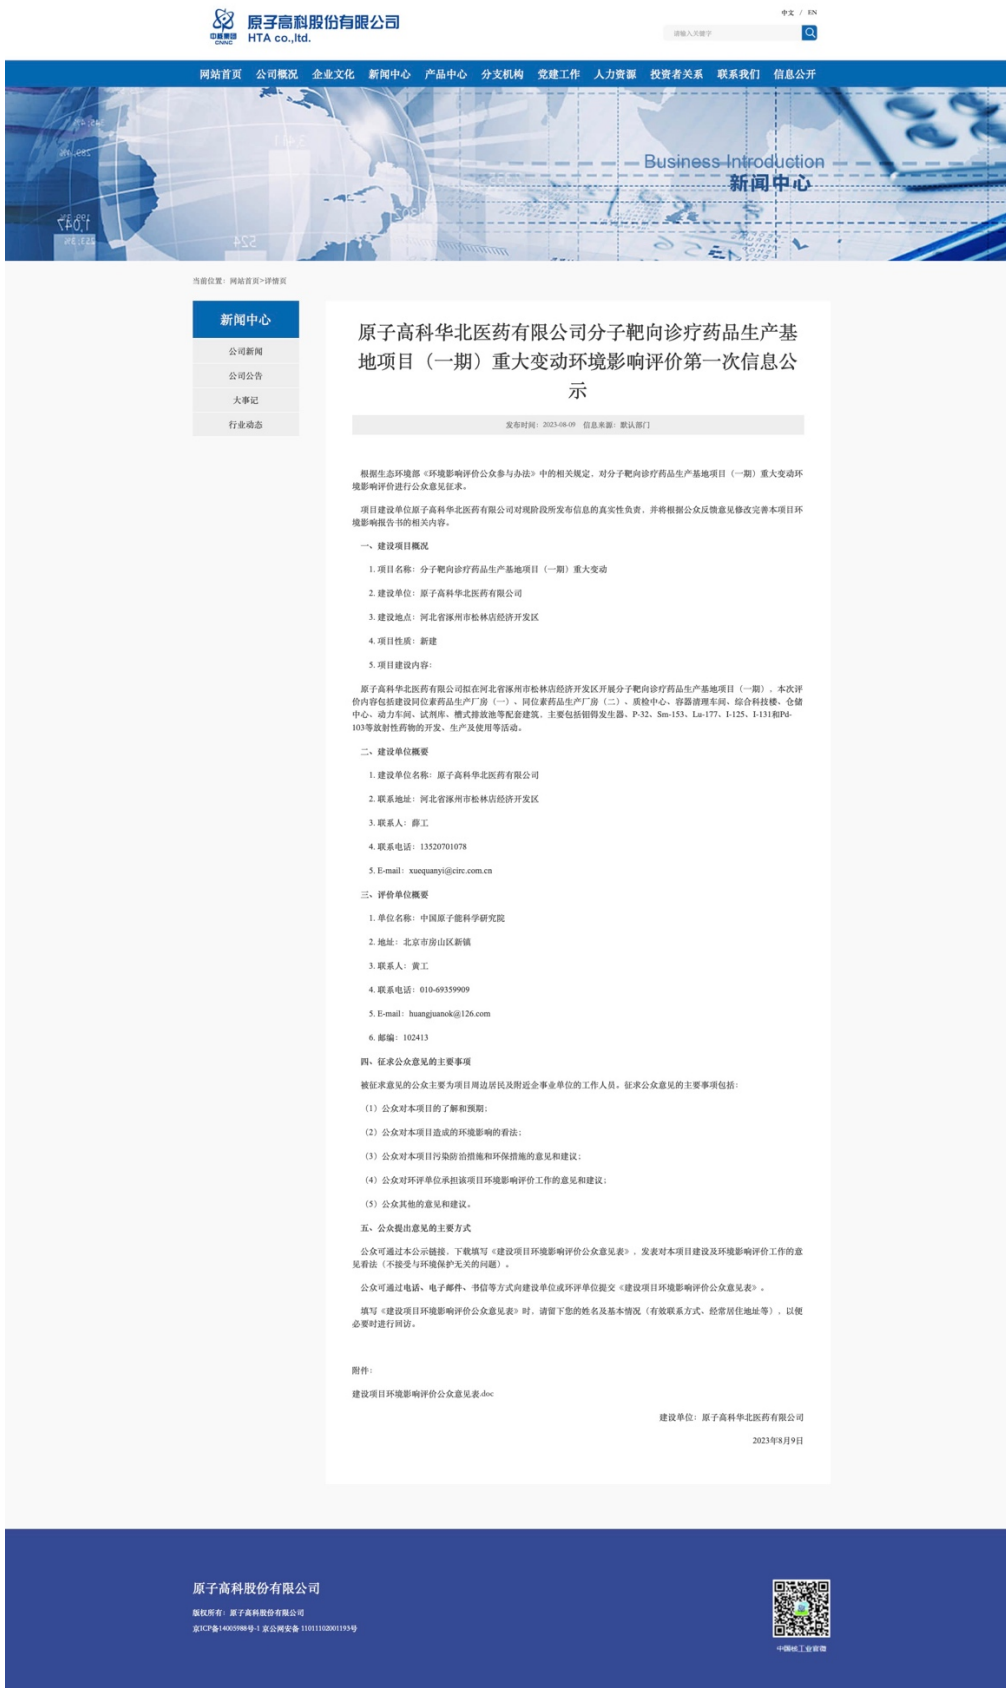 中核集团
CNNC
原子高科股份有限公司
HTA co.,ltd.
中文 / EN
请输入关键字
网站首页 公司概况 企业文化 新闻中心 产品中心 分支机构 党建工作 人力资源 投资者关系 联系我们 信息公开
Business Introduction
新闻中心
当前位置：网站首页>详情页
新闻中心
公司新闻
公司公告
大事记
行业动态
原子高科华北医药有限公司分子靶向诊疗药品生产基
地项目（一期）重大变动环境影响评价第一次信息公
示
发布时间：2023-08-09 信息来源：默认部门
根据生态环境部《环境影响评价公众参与办法》中的相关规定，对分子靶向诊疗药品生产基地项目（一期）重大变动环
境影响评价进行公众意见征求。
项目建设单位原子高科华北医药有限公司对现阶段所发布信息的真实性负责，并将根据公众反馈意见修改完善本项目环
境影响报告书的相关内容。
一、建设项目概况
1. 项目名称：分子靶向诊疗药品生产基地项目（一期）重大变动
2. 建设单位：原子高科华北医药有限公司
3. 建设地点：河北省涿州市松林店经济开发区
4. 项目性质：新建
5. 项目建设内容：
原子高科华北医药有限公司拟在河北省涿州市松林店经济开发区开展分子靶向诊疗药品生产基地项目（一期），本次评
价内容包括建设同位素药品生产厂房（一）、同位素药品生产厂房（二）、质检中心、容器清理车间、综合科技楼、仓储
中心、动力车间、试剂库、槽式排放池等配套建筑，主要包括钼锝发生器、P-32、Sm-153、Lu-177、I-125、I-131和Pd-
103等放射性药物的开发、生产及使用等活动。
二、建设单位概要
1. 建设单位名称：原子高科华北医药有限公司
2. 联系地址：河北省涿州市松林店经济开发区
3. 联系人：薛工
4. 联系电话：13520701078
5. E-mail：xuequanyi@circ.com.cn
三、评价单位概要
1. 单位名称：中国原子能科学研究院
2. 地址：北京市房山区新镇
3. 联系人：黄工
4. 联系电话：010-69359909
5. E-mail：huangjuanok@126.com
6. 邮编：102413
四、征求公众意见的主要事项
被征求意见的公众主要为项目周边居民及附近企事业单位的工作人员。征求公众意见的主要事项包括：
（1）公众对本项目的了解和预期；
（2）公众对本项目造成的环境影响的看法；
（3）公众对本项目污染防治措施和环保措施的意见和建议；
（4）公众对环评单位承担该项目环境影响评价工作的意见和建议；
（5）公众其他的意见和建议。
五、公众提出意见的主要方式
公众可通过本公示链接，下载填写《建设项目环境影响评价公众意见表》，发表对本项目建设及环境影响评价工作的意
见看法（不接受与环境保护无关的问题）。
公众可通过电话、电子邮件、书信等方式向建设单位或环评单位提交《建设项目环境影响评价公众意见表》。
填写《建设项目环境影响评价公众意见表》时，请留下您的姓名及基本情况（有效联系方式、经常居住地址等），以便
必要时进行回访。
附件：
建设项目环境影响评价公众意见表.doc
建设单位：原子高科华北医药有限公司
2023年8月9日
原子高科股份有限公司
版权所有：原子高科股份有限公司
京ICP备14005988号-1 京公网安备 11011102001193号
中国核工业官微